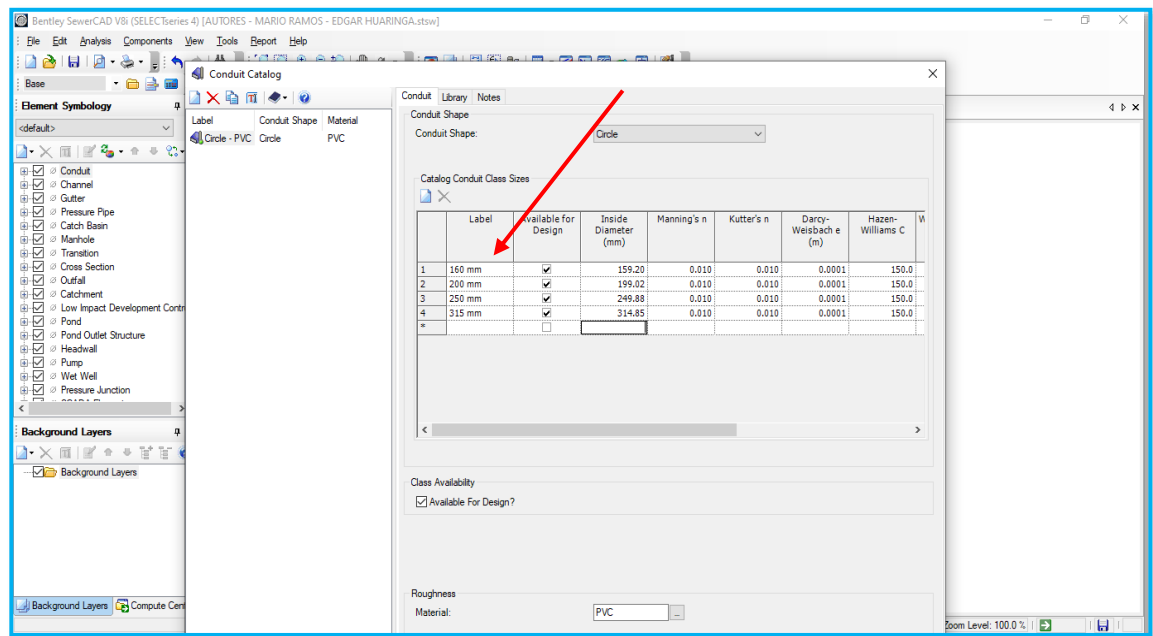 Bentley SewerCAD V8i (SELECTseries 4) [AUTORES - MARIO RAMOS - EDGAR HUARINGA.stsw]
File Edit Analysis Components View Tools Report Help
Base
Element Symbology
<default>
Conduit
Channel
Gutter
Pressure Pipe
Catch Basin
Manhole
Transition
Cross Section
Outfall
Catchment
Low Impact Development Contr
Pond
Pond Outlet Structure
Headwall
Pump
Wet Well
Pressure Junction
Background Layers
Background Layers
Background Layers Compute Cen
Conduit Catalog
Label Conduit Shape Material
Circle - PVC Circle PVC
Conduit Library Notes
Conduit Shape
Conduit Shape: Circle
Catalog Conduit Class Sizes
Label Available for Design Inside Diameter (mm) Manning's n Kutter's n Darcy-Weisbach e (m) Hazen-Williams C W
1 160 mm 159.20 0.010 0.010 0.0001 150.0
2 200 mm 199.02 0.010 0.010 0.0001 150.0
3 250 mm 249.88 0.010 0.010 0.0001 150.0
4 315 mm 314.85 0.010 0.010 0.0001 150.0
*
Class Availability
Available For Design?
Roughness
Material: PVC ...
Zoom Level: 100.0 %